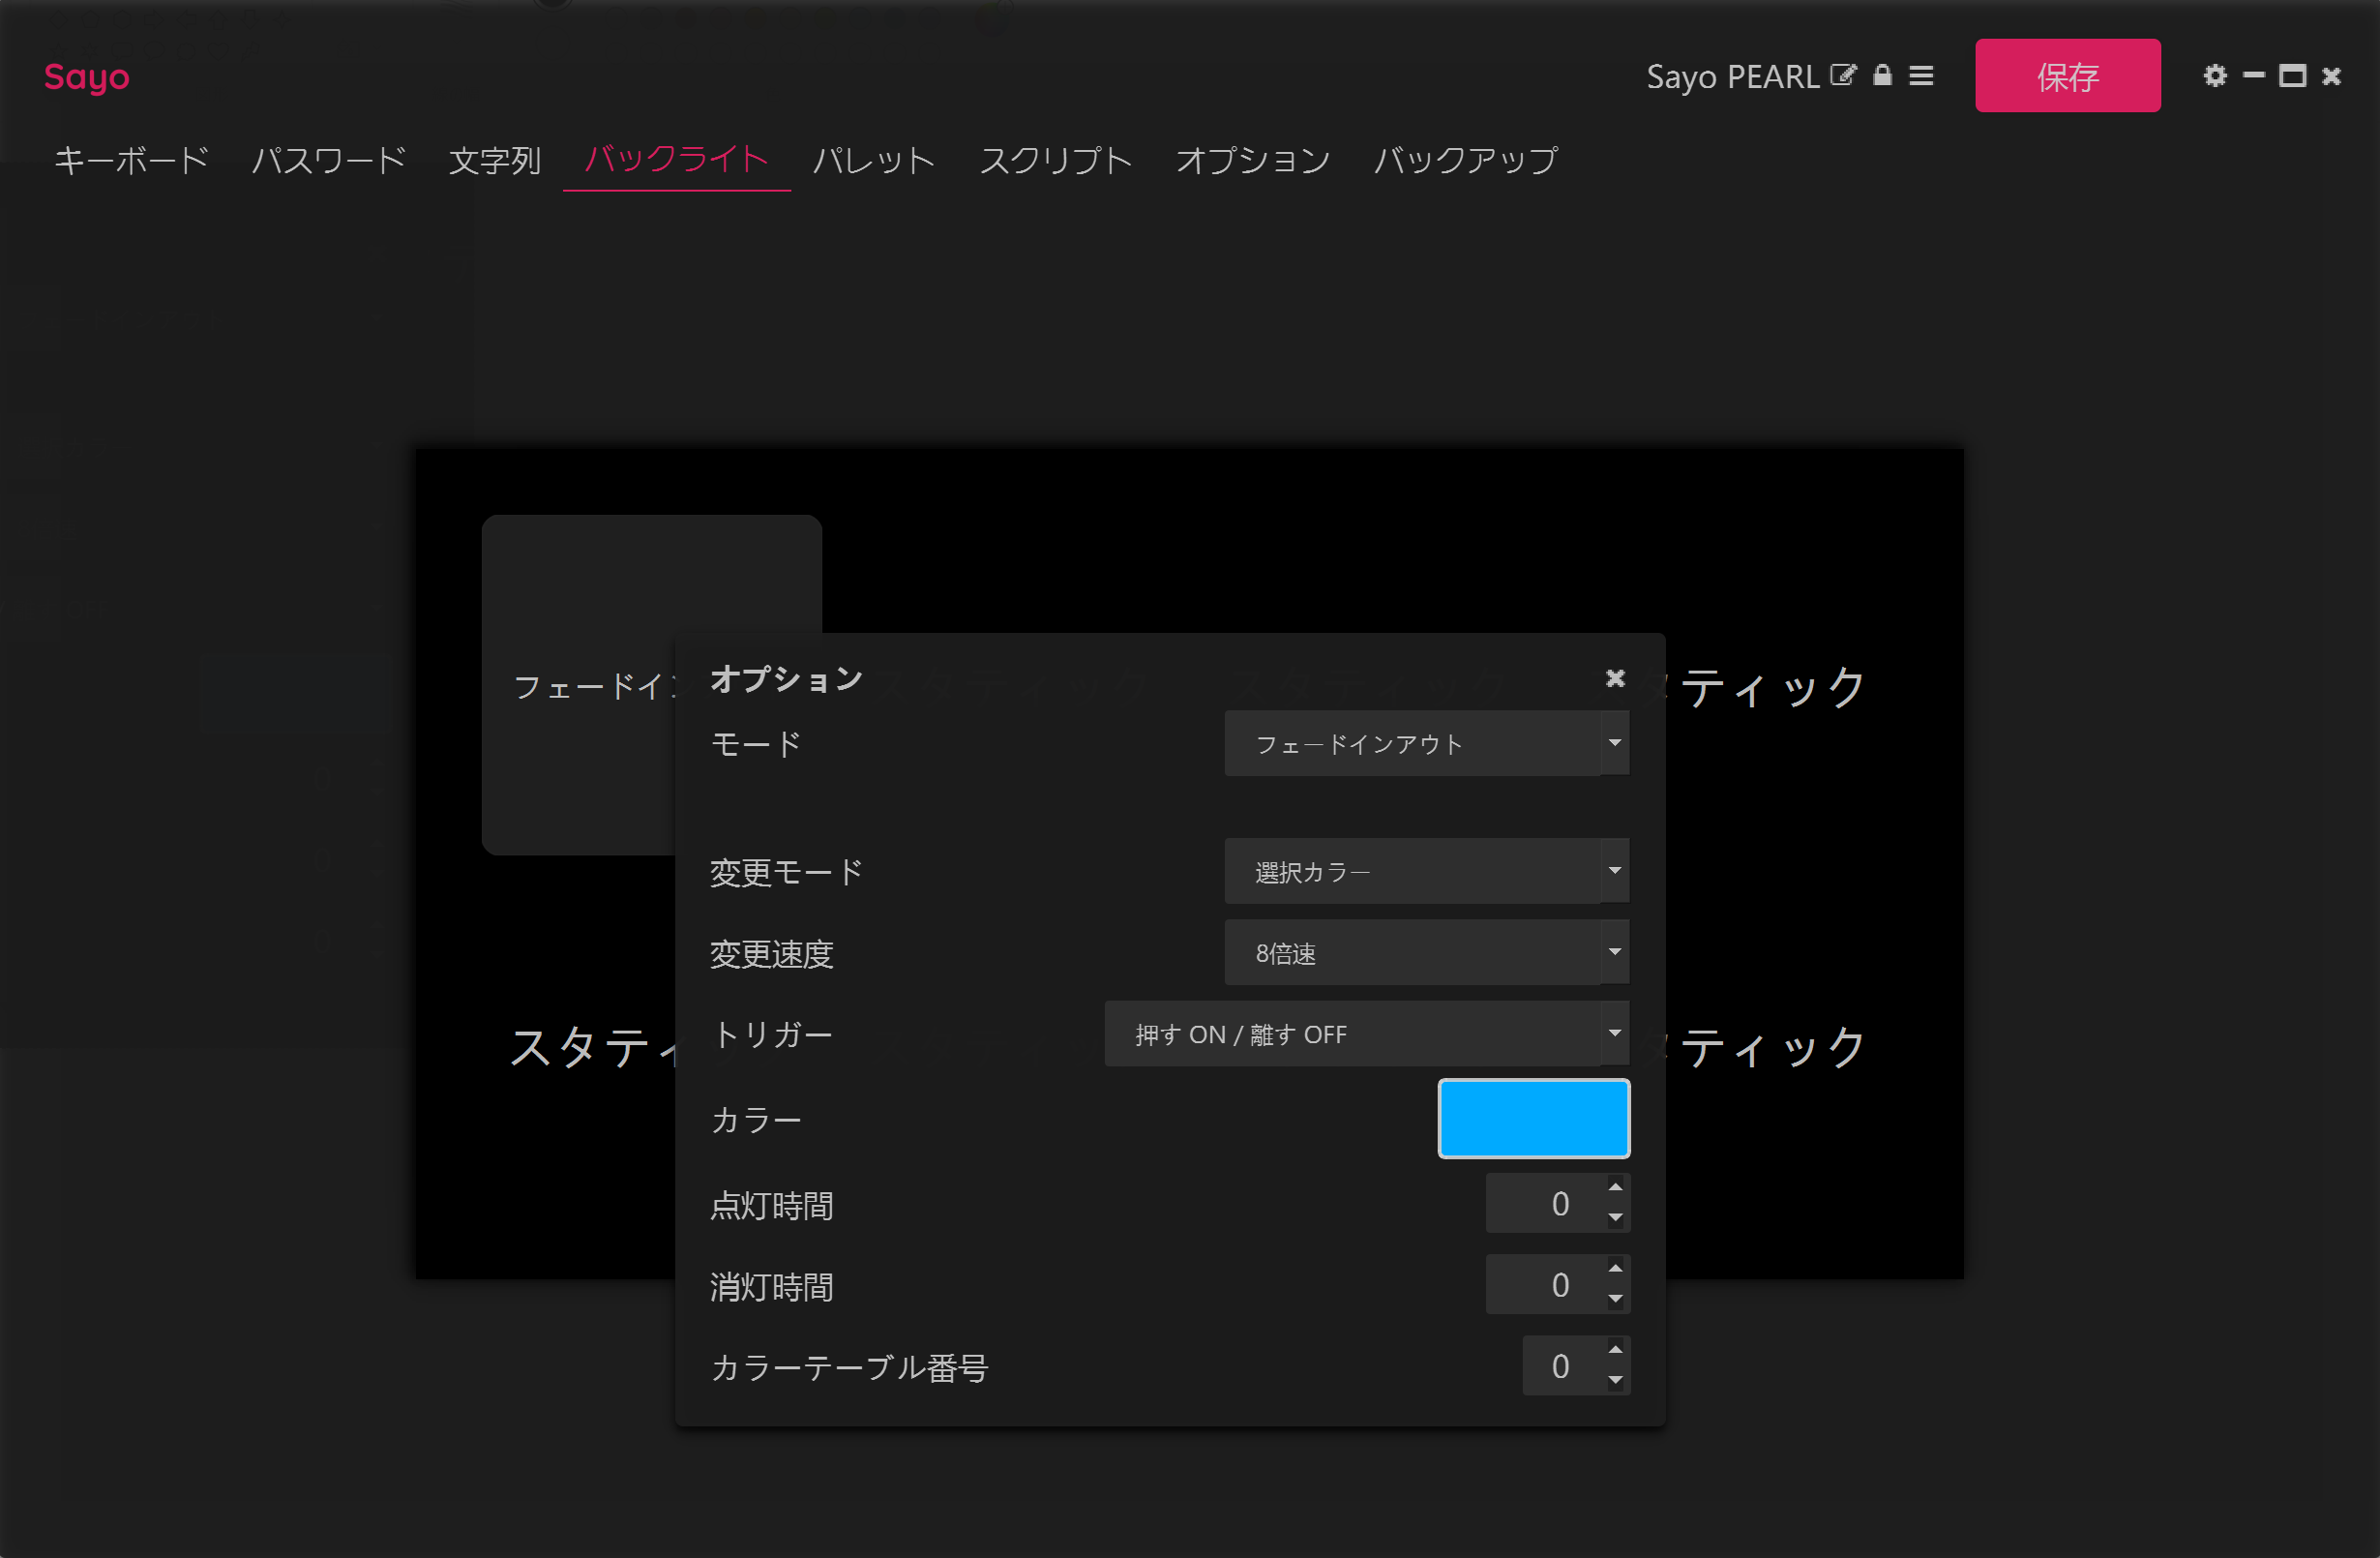 Sayo
Sayo PEARL
保存
キーボード パスワード 文字列 バックライト パレット スクリプト オプション バックアップ
フェードイン
タティック
オプション
モード フェードインアウト
変更モード 選択カラー
変更速度 8倍速
トリガー 押す ON / 離す OFF
スタティ
タティック
カラー
点灯時間 0
消灯時間 0
カラーテーブル番号 0